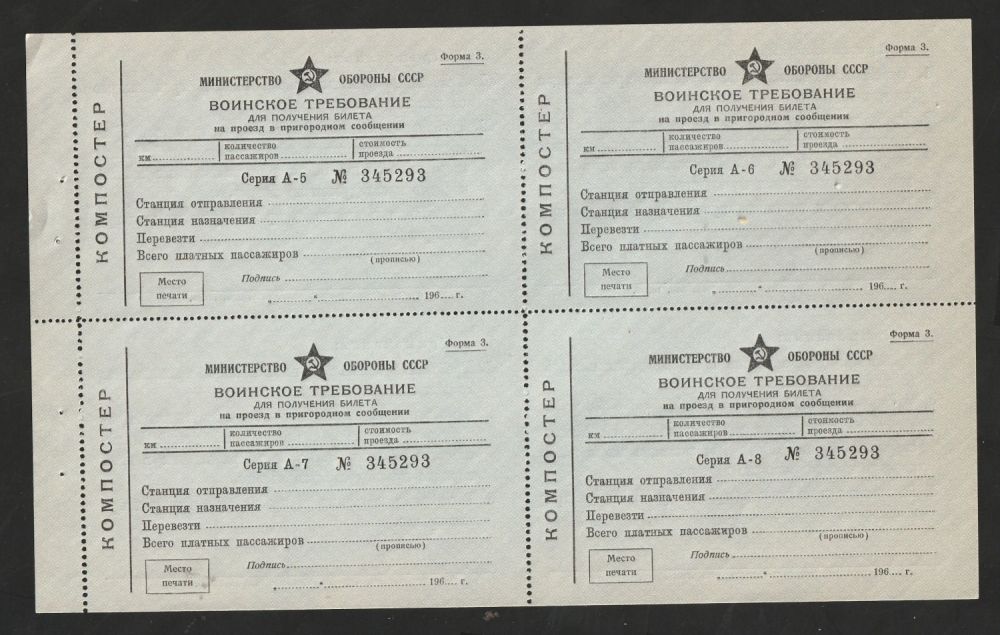 КОМПОСТЕР
Форма 3.
МИНИСТЕРСТВО ОБОРОНЫ СССР
ВОИНСКОЕ ТРЕБОВАНИЕ
ДЛЯ ПОЛУЧЕНИЯ БИЛЕТА
на проезд в пригородном сообщении
количество стоимость
км пассажиров проезда
Серия А-5 № 345293
Станция отправления
Станция назначения
Перевезти
Всего платных пассажиров
(прописью)
Место Подпись
печати „ “ 196 г.
КОМПОСТЕР
Форма 3.
МИНИСТЕРСТВО ОБОРОНЫ СССР
ВОИНСКОЕ ТРЕБОВАНИЕ
ДЛЯ ПОЛУЧЕНИЯ БИЛЕТА
на проезд в пригородном сообщении
количество стоимость
км пассажиров проезда
Серия А-6 № 345293
Станция отправления
Станция назначения
Перевезти
Всего платных пассажиров
(прописью)
Место Подпись
печати „ “ 196 г.
КОМПОСТЕР
Форма 3.
МИНИСТЕРСТВО ОБОРОНЫ СССР
ВОИНСКОЕ ТРЕБОВАНИЕ
ДЛЯ ПОЛУЧЕНИЯ БИЛЕТА
на проезд в пригородном сообщении
количество стоимость
км пассажиров проезда
Серия А-7 № 345293
Станция отправления
Станция назначения
Перевезти
Всего платных пассажиров
(прописью)
Место Подпись
печати „ “ 196 г.
КОМПОСТЕР
Форма 3.
МИНИСТЕРСТВО ОБОРОНЫ СССР
ВОИНСКОЕ ТРЕБОВАНИЕ
ДЛЯ ПОЛУЧЕНИЯ БИЛЕТА
на проезд в пригородном сообщении
количество стоимость
км пассажиров проезда
Серия А-8 № 345293
Станция отправления
Станция назначения
Перевезти
Всего платных пассажиров
(прописью)
Место Подпись
печати „ “ 196 г.